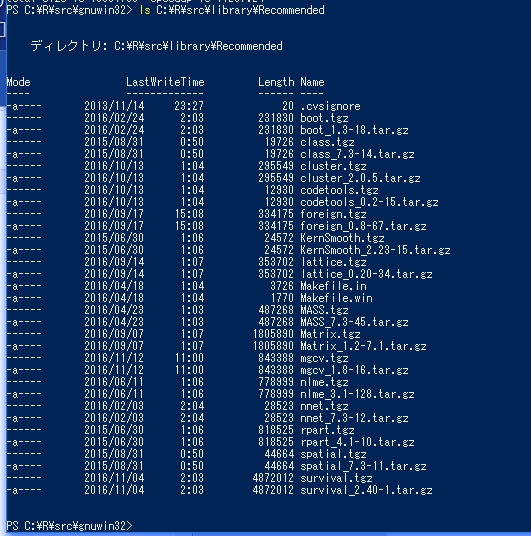 PS C:¥R¥src¥gnuwin32> ls C:¥R¥src¥library¥Recommended
ディレクトリ: C:¥R¥src¥library¥Recommended
Mode LastWriteTime Length Name
---- ------------- ------ ----
-a---- 2013/11/14 23:27 20 .cvsignore
-a---- 2016/02/24 2:03 231830 boot.tgz
-a---- 2016/02/24 2:03 231830 boot_1.3-18.tar.gz
-a---- 2015/08/31 0:50 19726 class.tgz
-a---- 2015/08/31 0:50 19726 class_7.3-14.tar.gz
-a---- 2016/10/13 1:04 295549 cluster.tgz
-a---- 2016/10/13 1:04 295549 cluster_2.0.5.tar.gz
-a---- 2016/10/13 1:04 12930 codetools.tgz
-a---- 2016/10/13 1:04 12930 codetools_0.2-15.tar.gz
-a---- 2016/09/17 15:08 334175 foreign.tgz
-a---- 2016/09/17 15:08 334175 foreign_0.8-67.tar.gz
-a---- 2015/06/30 1:06 24572 KernSmooth.tgz
-a---- 2015/06/30 1:06 24572 KernSmooth_2.23-15.tar.gz
-a---- 2016/09/14 1:07 353702 lattice.tgz
-a---- 2016/09/14 1:07 353702 lattice_0.20-34.tar.gz
-a---- 2016/04/18 1:04 3726 Makefile.in
-a---- 2016/04/18 1:04 1770 Makefile.win
-a---- 2016/04/23 1:03 487268 MASS.tgz
-a---- 2016/04/23 1:03 487268 MASS_7.3-45.tar.gz
-a---- 2016/09/07 1:07 1805890 Matrix.tgz
-a---- 2016/09/07 1:07 1805890 Matrix_1.2-7.1.tar.gz
-a---- 2016/11/12 11:00 843388 mgcv.tgz
-a---- 2016/11/12 11:00 843388 mgcv_1.8-16.tar.gz
-a---- 2016/06/11 1:06 778999 nlme.tgz
-a---- 2016/06/11 1:06 778999 nlme_3.1-128.tar.gz
-a---- 2016/02/03 2:04 28523 nnet.tgz
-a---- 2016/02/03 2:04 28523 nnet_7.3-12.tar.gz
-a---- 2015/06/30 1:06 818525 rpart.tgz
-a---- 2015/06/30 1:06 818525 rpart_4.1-10.tar.gz
-a---- 2015/08/31 0:50 44664 spatial.tgz
-a---- 2015/08/31 0:50 44664 spatial_7.3-11.tar.gz
-a---- 2016/11/04 2:03 4872012 survival.tgz
-a---- 2016/11/04 2:03 4872012 survival_2.40-1.tar.gz
PS C:¥R¥src¥gnuwin32>